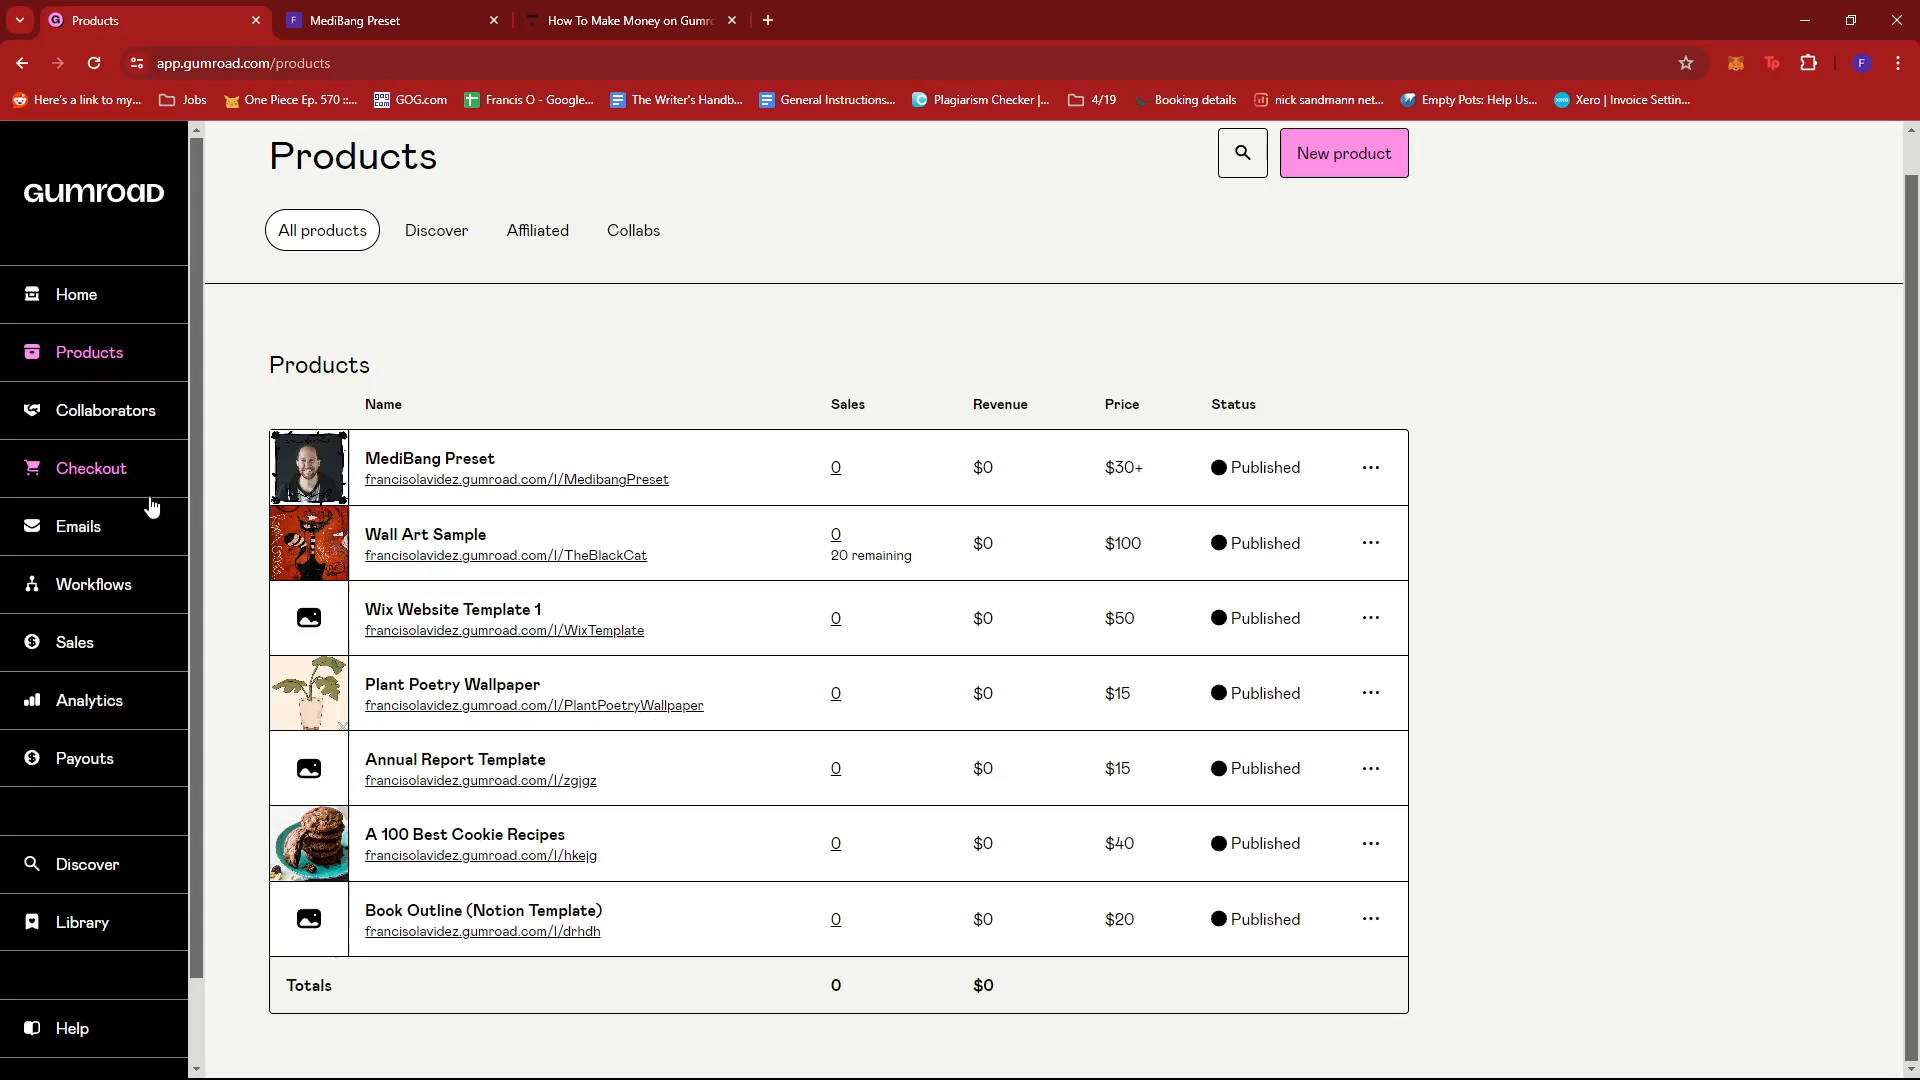 Products
MediBang Preset
How To Make Money on Gumro
app.gumroad.com/products
Here's a link to my...
Jobs
One Piece Ep. 570 ::...
GOG.com
Francis O - Google...
The Writer's Handb...
General Instructions...
Plagiarism Checker |...
4/19
Booking details
nick sandmann net...
Empty Pots: Help Us...
Xero | Invoice Settin...
GUMROAD
Home
Products
Collaborators
Checkout
Emails
Workflows
Sales
Analytics
Payouts
Discover
Library
Help
Products
New product
All products
Discover
Affiliated
Collabs
Products
Name Sales Revenue Price Status
MediBang Preset
francisolavidez.gumroad.com/l/MedibangPreset
0 $0 $30+ Published
Wall Art Sample
francisolavidez.gumroad.com/l/TheBlackCat
0
20 remaining
$0 $100 Published
Wix Website Template 1
francisolavidez.gumroad.com/l/WixTemplate
0 $0 $50 Published
Plant Poetry Wallpaper
francisolavidez.gumroad.com/l/PlantPoetryWallpaper
0 $0 $15 Published
Annual Report Template
francisolavidez.gumroad.com/l/zgjgz
0 $0 $15 Published
A 100 Best Cookie Recipes
francisolavidez.gumroad.com/l/hkejg
0 $0 $40 Published
Book Outline (Notion Template)
francisolavidez.gumroad.com/l/drhdh
0 $0 $20 Published
Totals 0 $0